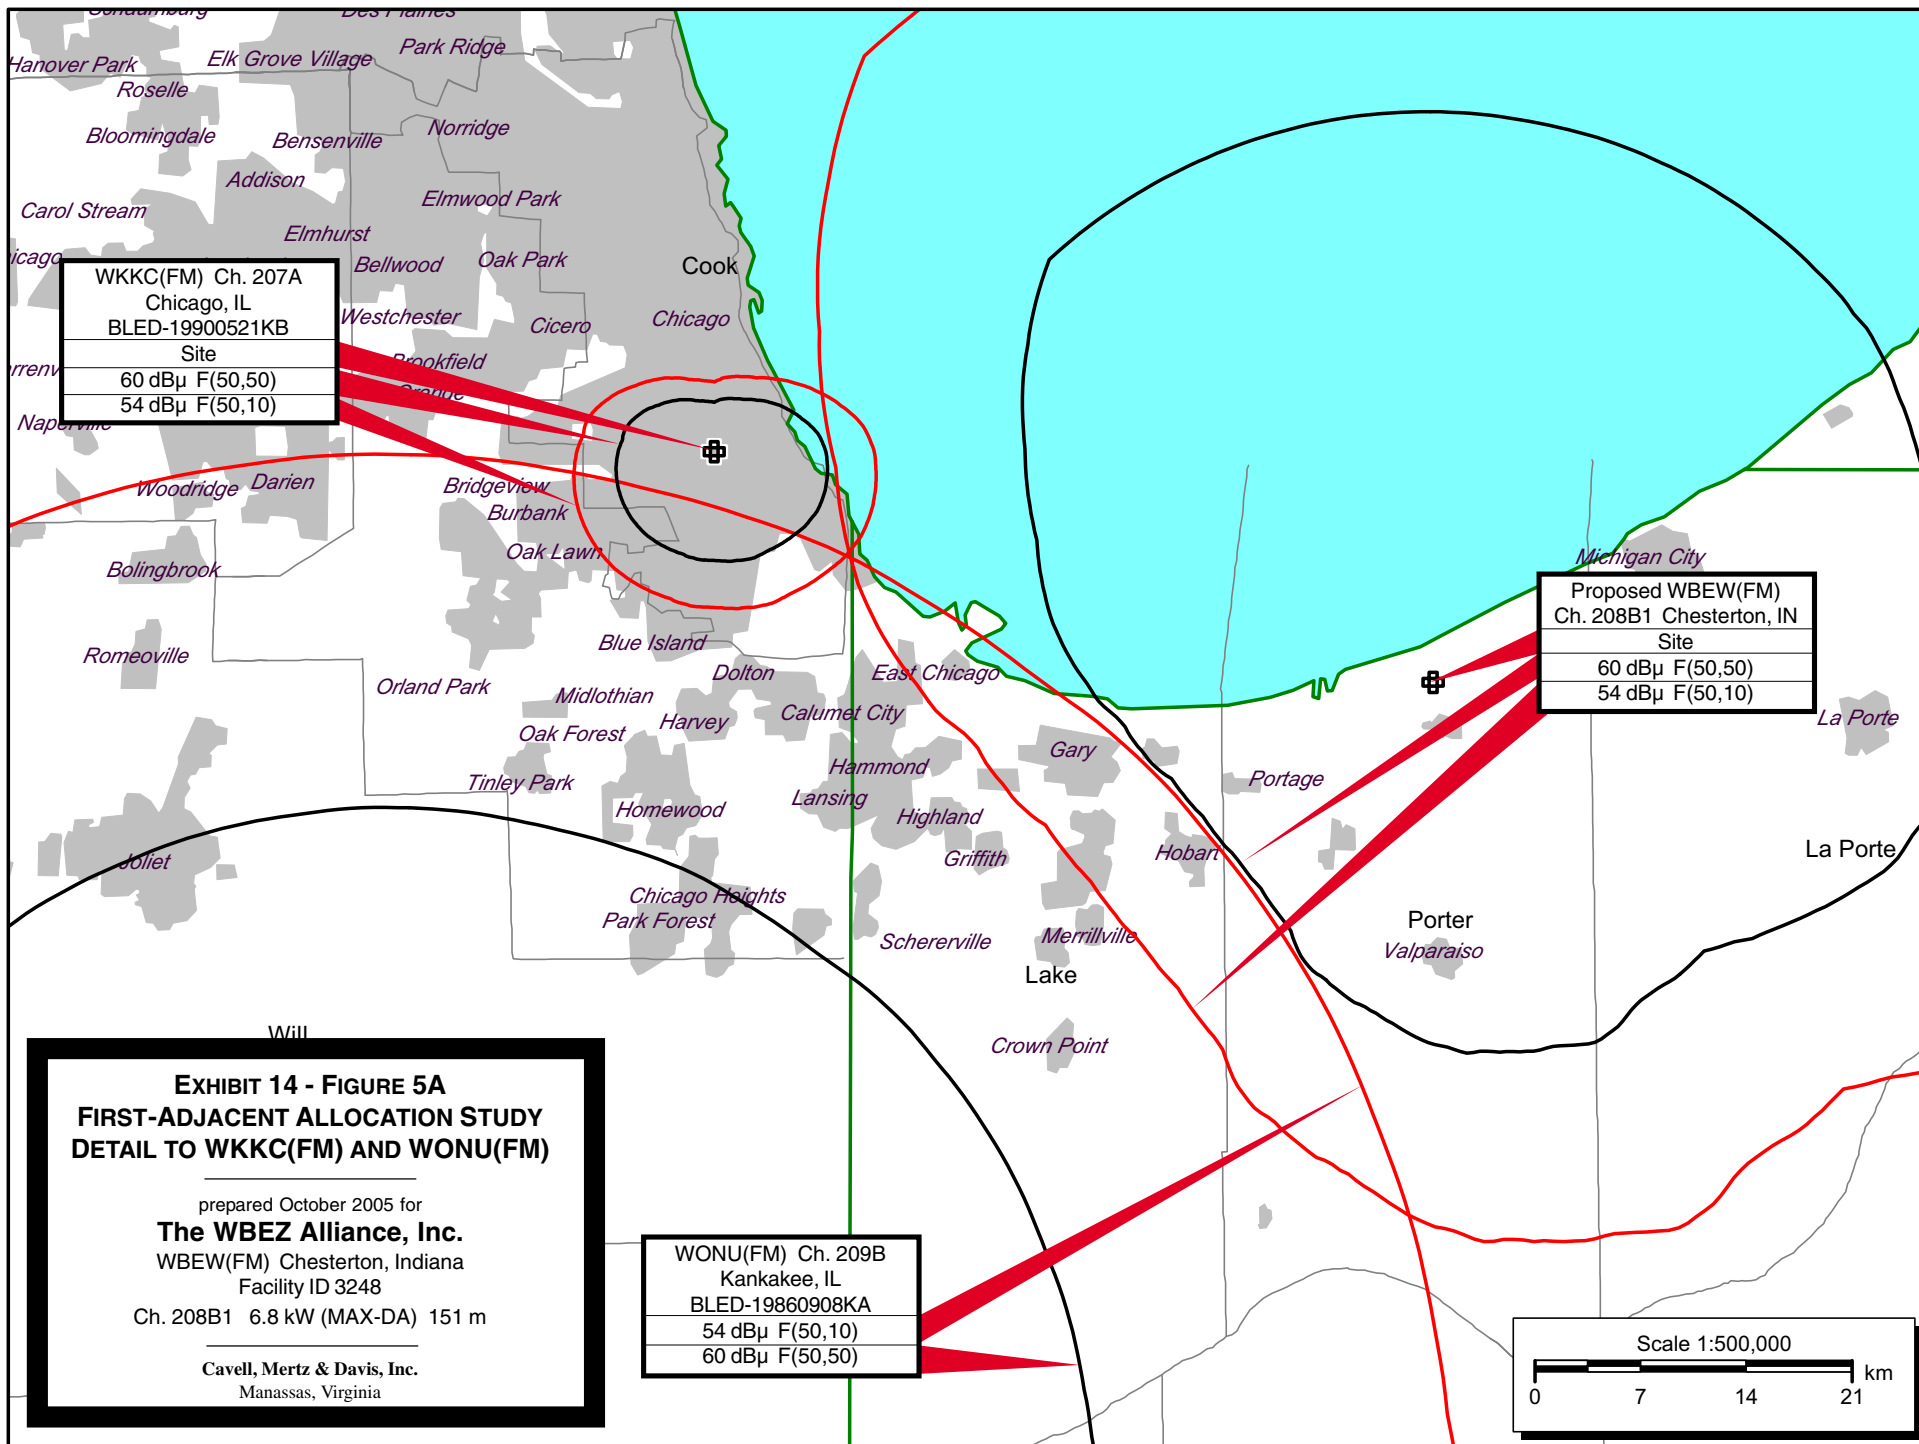 Schaumburg
Des Plaines
Hanover Park
Elk Grove Village
Park Ridge
Roselle
Bloomingdale
Bensenville
Norridge
Addison
Elmwood Park
Carol Stream
Elmhurst
Bellwood
Oak Park
Cook
Westchester
Cicero
Chicago
Brookfield
Naperville
WKKC(FM) Ch. 207A
Chicago, IL
BLED-19900521KB
Site
60 dBµ F(50,50)
54 dBµ F(50,10)
Woodridge
Darien
Bridgeview
Burbank
Oak Lawn
Bolingbrook
Romeoville
Blue Island
Orland Park
Midlothian
Dolton
East Chicago
Harvey
Calumet City
Oak Forest
Tinley Park
Homewood
Lansing
Hammond
Gary
Highland
Griffith
Hobart
Portage
Joliet
Chicago Heights
Park Forest
Schererville
Merrillville
Lake
Crown Point
Porter
Valparaiso
Michigan City
Proposed WBEW(FM)
Ch. 208B1 Chesterton, IN
Site
60 dBµ F(50,50)
54 dBµ F(50,10)
La Porte
La Porte
Will
EXHIBIT 14 - FIGURE 5A
FIRST-ADJACENT ALLOCATION STUDY
DETAIL TO WKKC(FM) AND WONU(FM)
prepared October 2005 for
The WBEZ Alliance, Inc.
WBEW(FM) Chesterton, Indiana
Facility ID 3248
Ch. 208B1 6.8 kW (MAX-DA) 151 m
Cavell, Mertz & Davis, Inc.
Manassas, Virginia
WONU(FM) Ch. 209B
Kankakee, IL
BLED-19860908KA
54 dBµ F(50,10)
60 dBµ F(50,50)
Scale 1:500,000
km
0 7 14 21